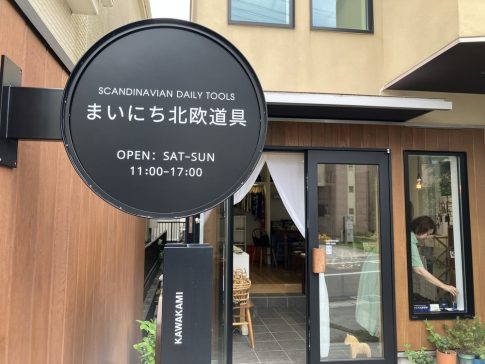 SCANDINAVIAN DAILY TOOLS
まいにち北欧道具
OPEN: SAT-SUN
11:00-17:00
KAWAKAMI